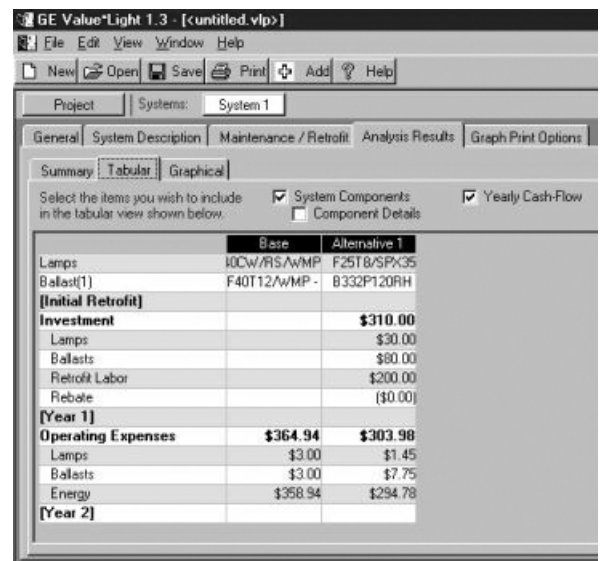 GE Value*Light 1.3 - [<untitled.vlp>]
File Edit View Window Help
New Open Save Print Add Help
Project Systems: System 1
General System Description Maintenance / Retrofit Analysis Results Graph Print Options
Summary Tabular Graphical
Select the items you wish to include System Components Yearly Cash-Flow
in the tabular view shown below. Component Details
Base Alternative 1
Lamps 40CW/RS/WMP F25T8/SPX35
Ballast(1) F40T12/WMP - B332P120RH
[Initial Retrofit]
Investment $310.00
Lamps $30.00
Ballasts $80.00
Retrofit Labor $200.00
Rebate ($0.00)
[Year 1]
Operating Expenses $364.94 $303.98
Lamps $3.00 $1.45
Ballasts $3.00 $7.75
Energy $358.94 $294.78
[Year 2]